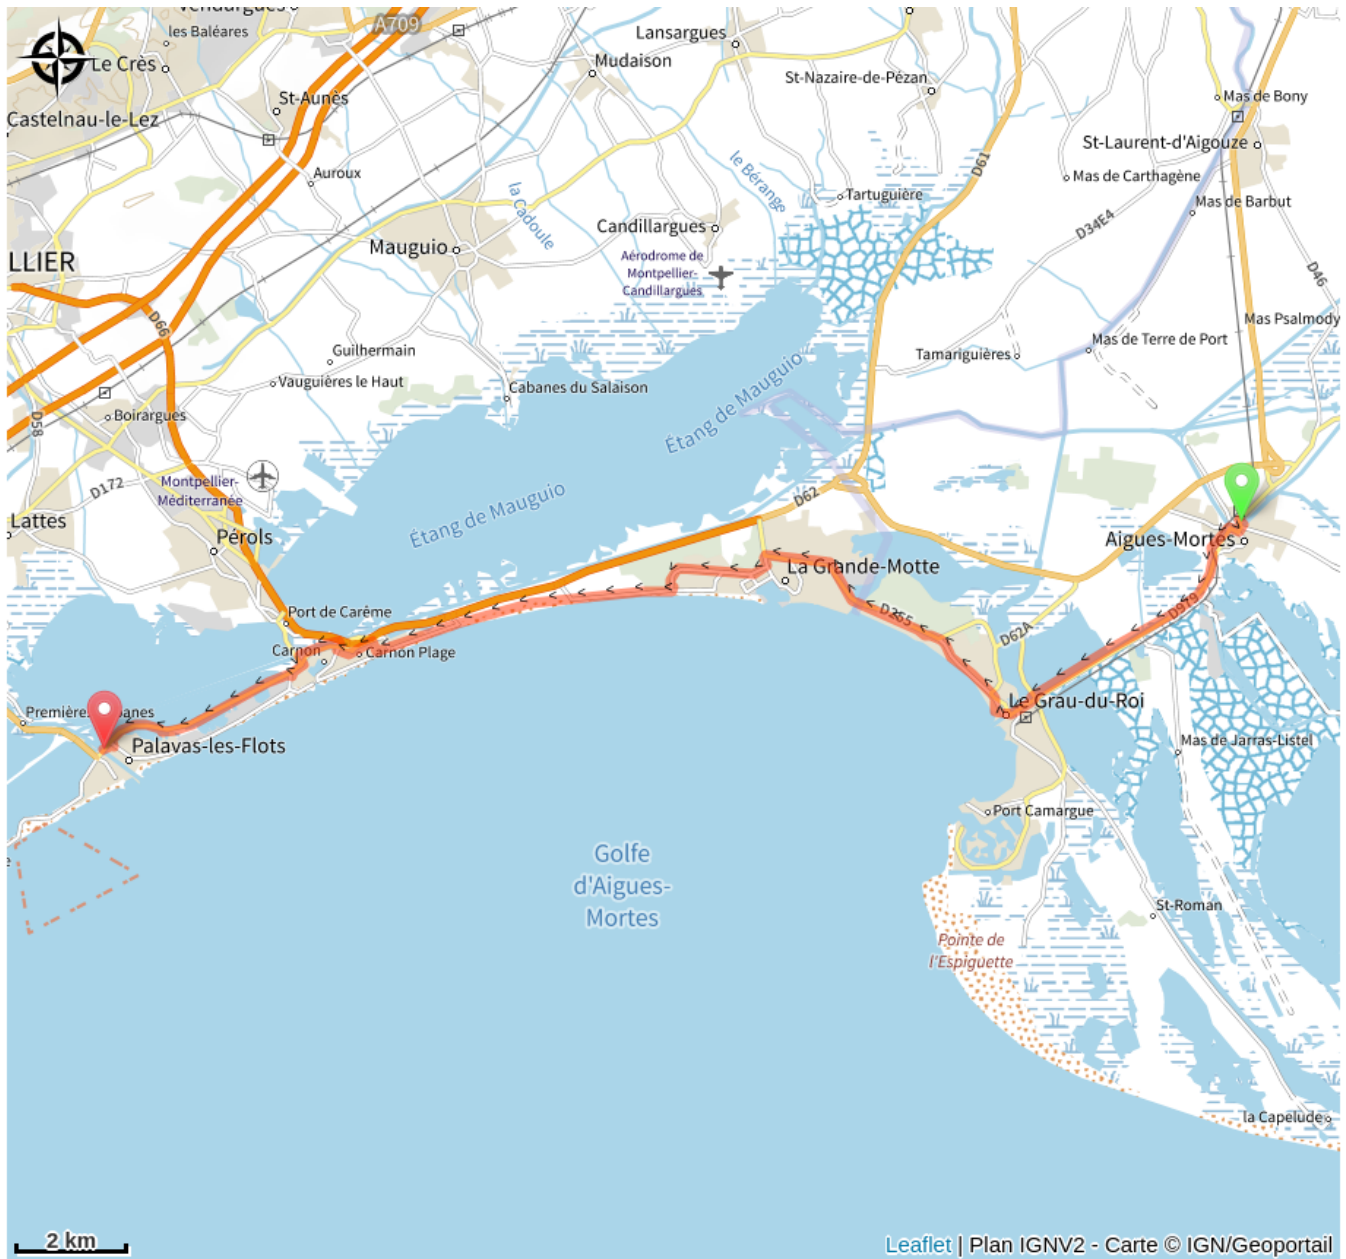 Vendargues
les Baléares
A709
Lansargues
Le Crès
Mudaison
St-Nazaire-de-Pézan
St-Aunès
Mas de Bony
Castelnau-le-Lez
St-Laurent-d'Aigouze
D61
Auroux
le Bérange
Mas de Carthagène
la Cadoule
Tartuguière
Mas de Barbut
Candillargues
D34E4
Mauguio
LLIER
Aérodrome de
Montpellier-
Candillargues
D46
D66
Mas Psalmody
Guilhermain
Mas de Terre de Port
Tamariguières
Vauguières le Haut
Cabanes du Salaison
Étang de Mauguio
Boirargues
D58
Montpellier-
Méditerranée
D172
D62
Étang de Mauguio
Lattes
Pérols
Aigues-Mortes
La Grande-Motte
D255
D979
Port de Carême
D62A
Carnon
Carnon Plage
Le Grau-du-Roi
Palavas-les-Flots
Mas de Jarras-Listel
Port Camargue
Golfe
d'Aigues-
Mortes
St-Roman
Pointe de
l'Espiguette
la Capelude
2 km
Leaflet | Plan IGNV2 - Carte © IGN/Geoportail